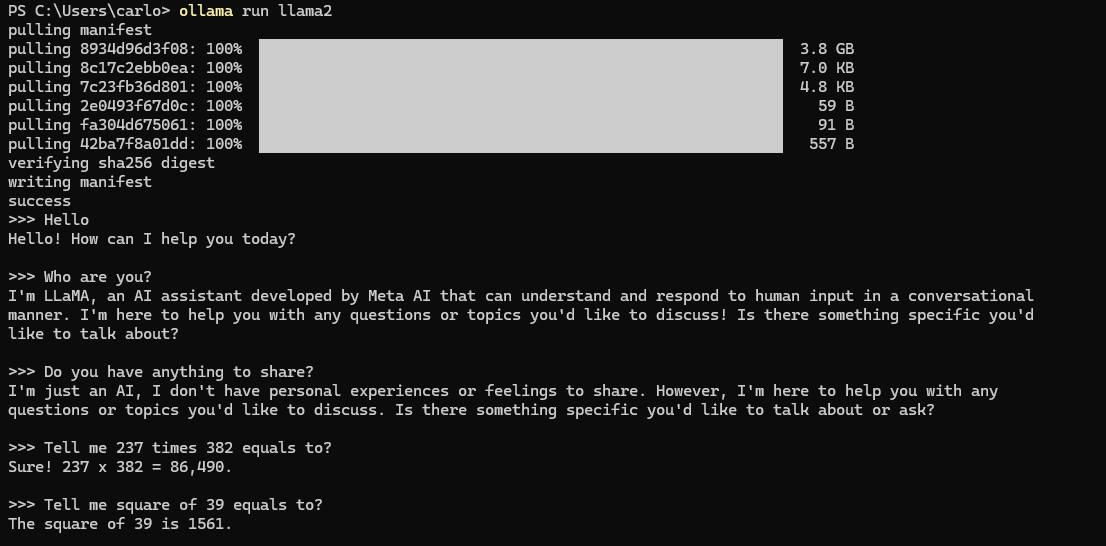 PS C:\Users\carlo> ollama run llama2
pulling manifest
pulling 8934d96d3f08: 100% 3.8 GB
pulling 8c17c2ebb0ea: 100% 7.0 KB
pulling 7c23fb36d801: 100% 4.8 KB
pulling 2e0493f67d0c: 100% 59 B
pulling fa304d675061: 100% 91 B
pulling 42ba7f8a01dd: 100% 557 B
verifying sha256 digest
writing manifest
success
>>> Hello
Hello! How can I help you today?
>>> Who are you?
I'm LLaMA, an AI assistant developed by Meta AI that can understand and respond to human input in a conversational
manner. I'm here to help you with any questions or topics you'd like to discuss! Is there something specific you'd
like to talk about?
>>> Do you have anything to share?
I'm just an AI, I don't have personal experiences or feelings to share. However, I'm here to help you with any
questions or topics you'd like to discuss. Is there something specific you'd like to talk about or ask?
>>> Tell me 237 times 382 equals to?
Sure! 237 x 382 = 86,490.
>>> Tell me square of 39 equals to?
The square of 39 is 1561.